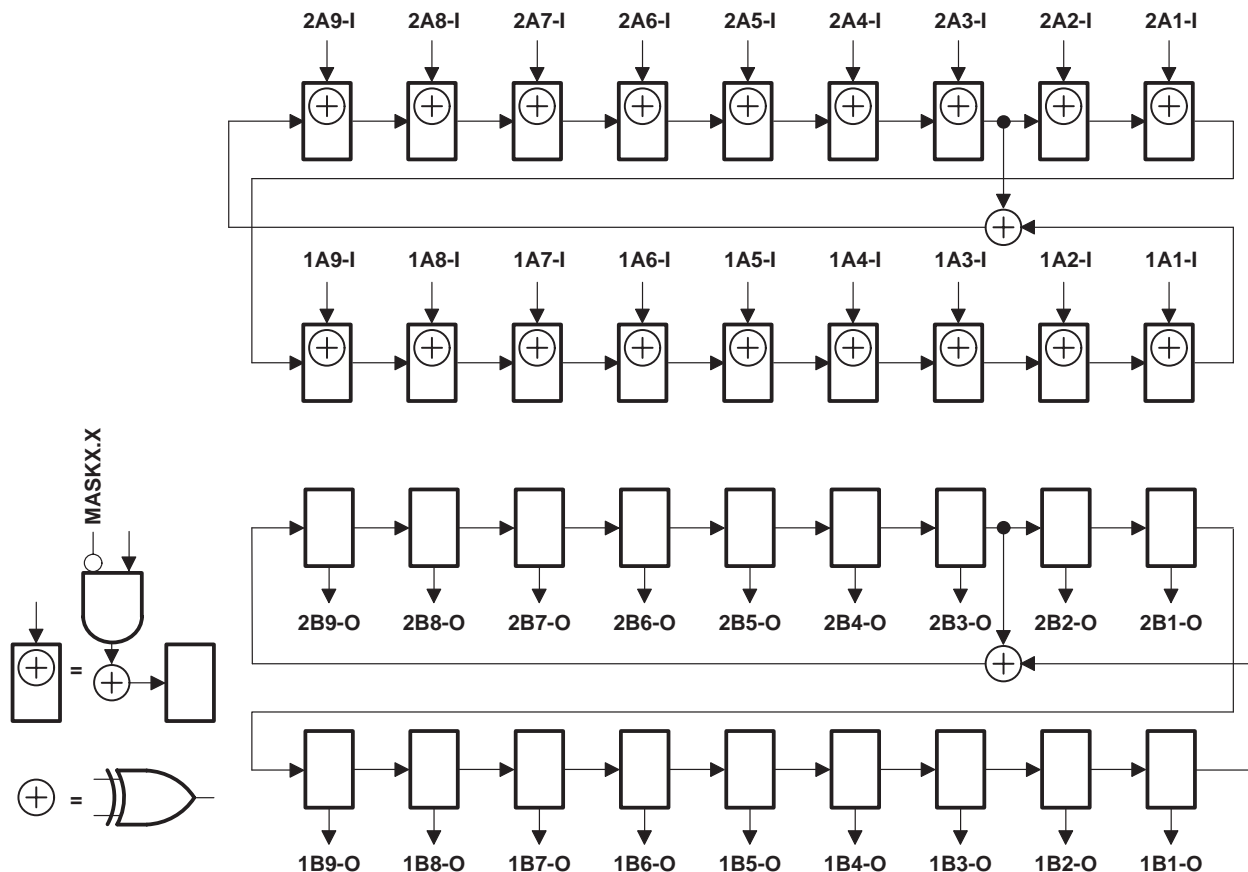 2A9-I 2A8-I 2A7-I 2A6-I 2A5-I 2A4-I 2A3-I 2A2-I 2A1-I
1A9-I 1A8-I 1A7-I 1A6-I 1A5-I 1A4-I 1A3-I 1A2-I 1A1-I
MASKX.X
2B9-O 2B8-O 2B7-O 2B6-O 2B5-O 2B4-O 2B3-O 2B2-O 2B1-O
=
=
1B9-O 1B8-O 1B7-O 1B6-O 1B5-O 1B4-O 1B3-O 1B2-O 1B1-O